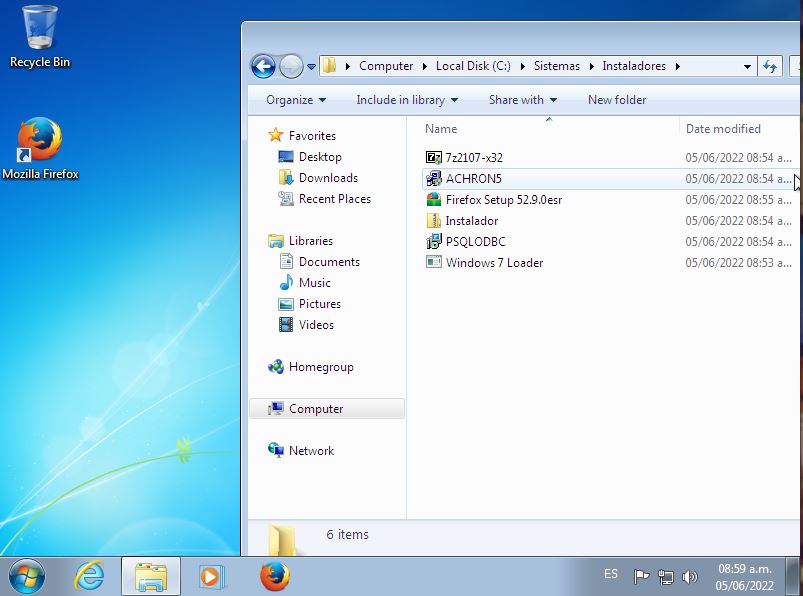 Recycle Bin
Mozilla Firefox
Computer Local Disk (C:) Sistemas Instaladores
Organize Include in library Share with New folder
Favorites
Desktop
Downloads
Recent Places
Libraries
Documents
Music
Pictures
Videos
Homegroup
Computer
Network
Name Date modified
7z2107-x32 05/06/2022 08:54 a...
ACHRON5 05/06/2022 08:54 a...
Firefox Setup 52.9.0esr 05/06/2022 08:55 a...
Instalador 05/06/2022 08:54 a...
PSQLODBC 05/06/2022 08:54 a...
Windows 7 Loader 05/06/2022 08:53 a...
6 items
ES
08:59 a.m.
05/06/2022